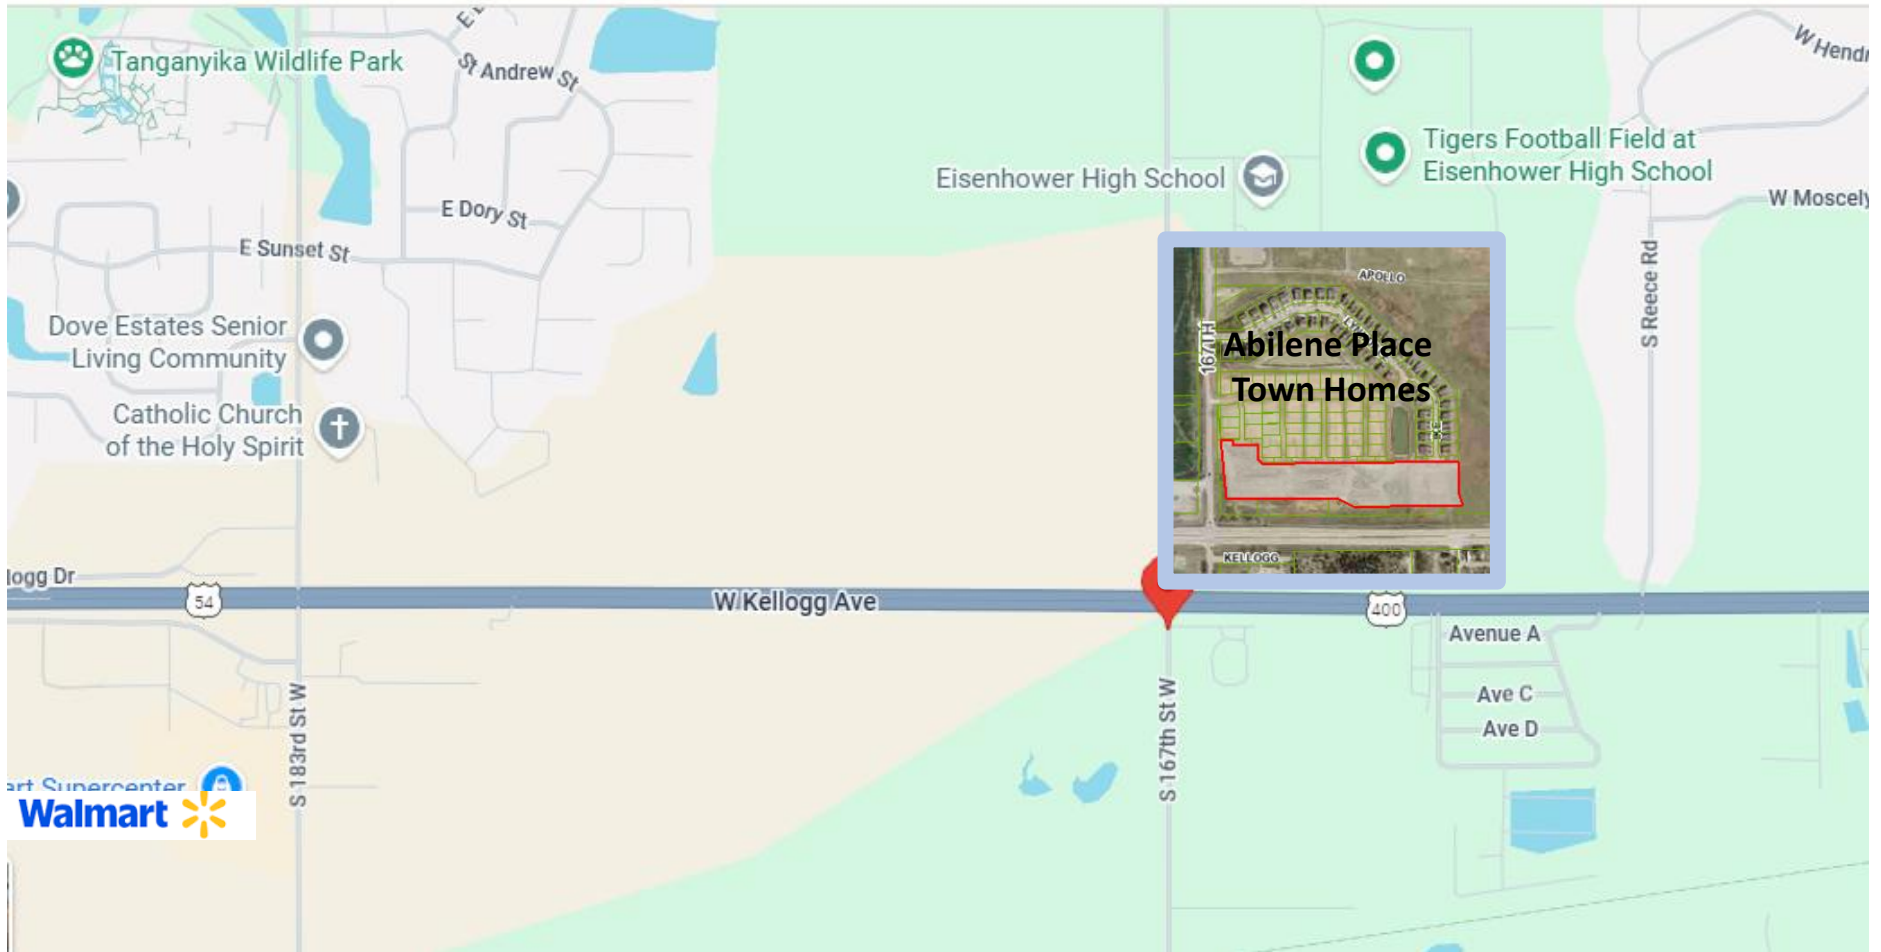 Tanganyika Wildlife Park
St Andrew St
W Hendr
Tigers Football Field at
Eisenhower High School
Eisenhower High School
W Moscely
E Dory St
E Sunset St
S Reece Rd
APOLLO
Dove Estates Senior
Living Community
167TH
Abilene Place
Town Homes
Catholic Church
of the Holy Spirit
KELLOGG
logg Dr
54
W Kellogg Ave
400
Avenue A
Ave C
Ave D
S 183rd St W
S 167th St W
art Supercenter
Walmart